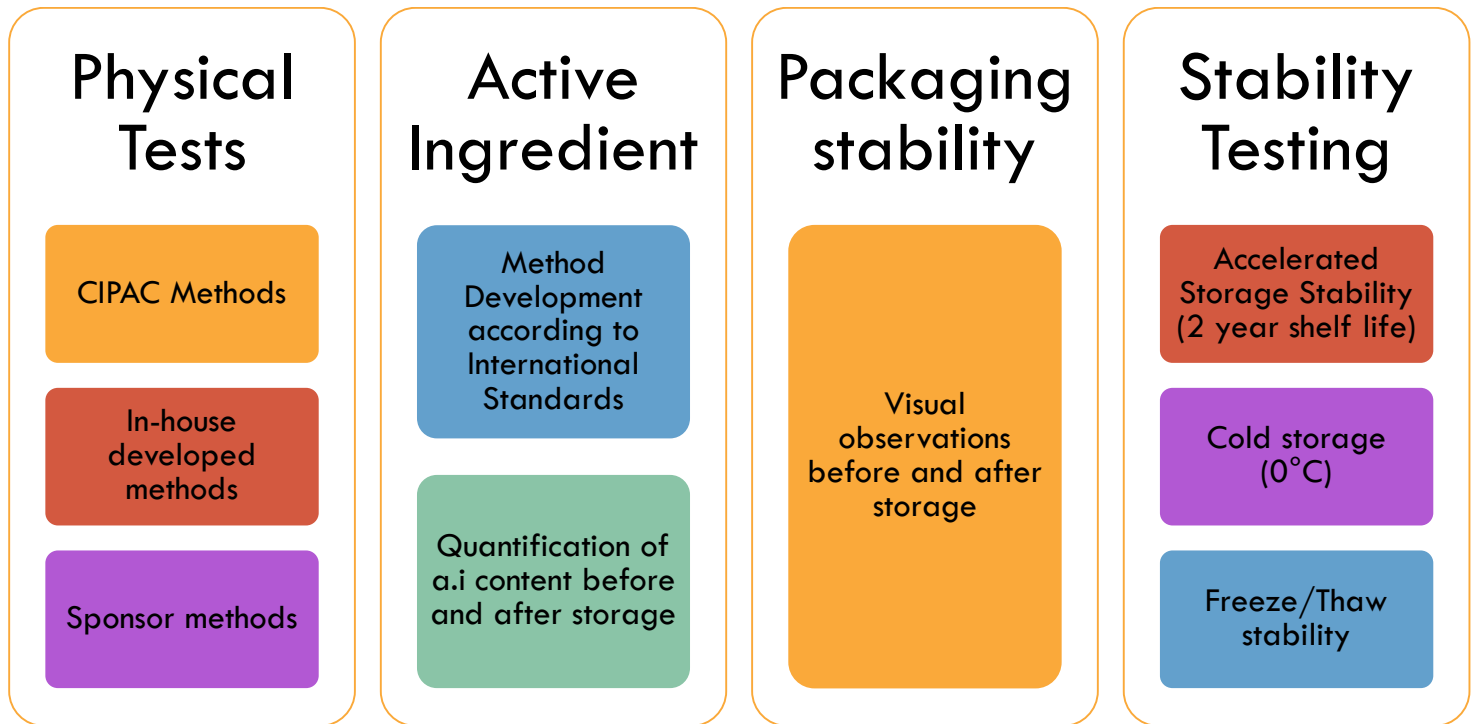 Physical
Tests
CIPAC Methods
In-house
developed
methods
Sponsor methods
Active
Ingredient
Method
Development
according to
International
Standards
Quantification of
a.i content before
and after storage
Packaging
stability
Visual
observations
before and after
storage
Stability
Testing
Accelerated
Storage Stability
(2 year shelf life)
Cold storage
(0°C)
Freeze/Thaw
stability